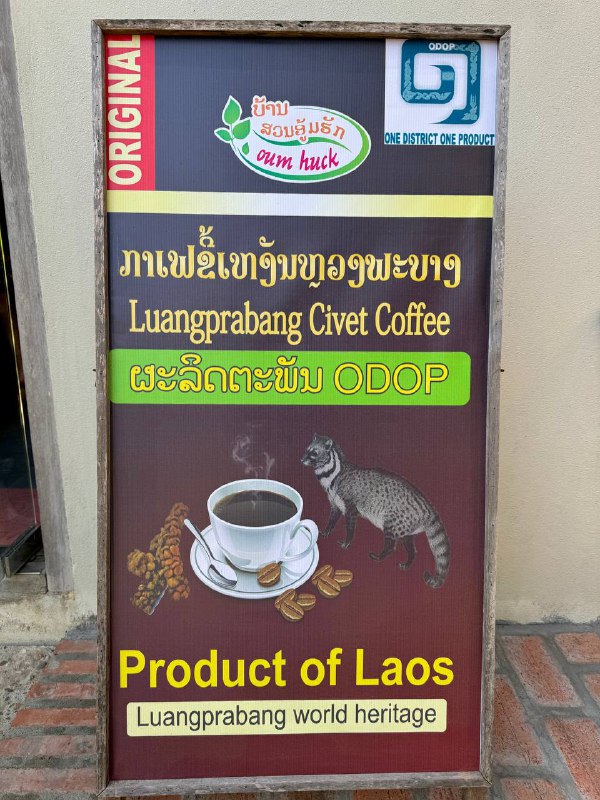 ORIGINAL
ບ້ານ
ສວນອູ້ມຮັກ
oum huck
ODOP
ONE DISTRICT ONE PRODUCT
ກາເຟຂີ້ເຫງັນຫຼວງພະບາງ
Luangprabang Civet Coffee
ຜະລິດຕະພັນ ODOP
Product of Laos
Luangprabang world heritage